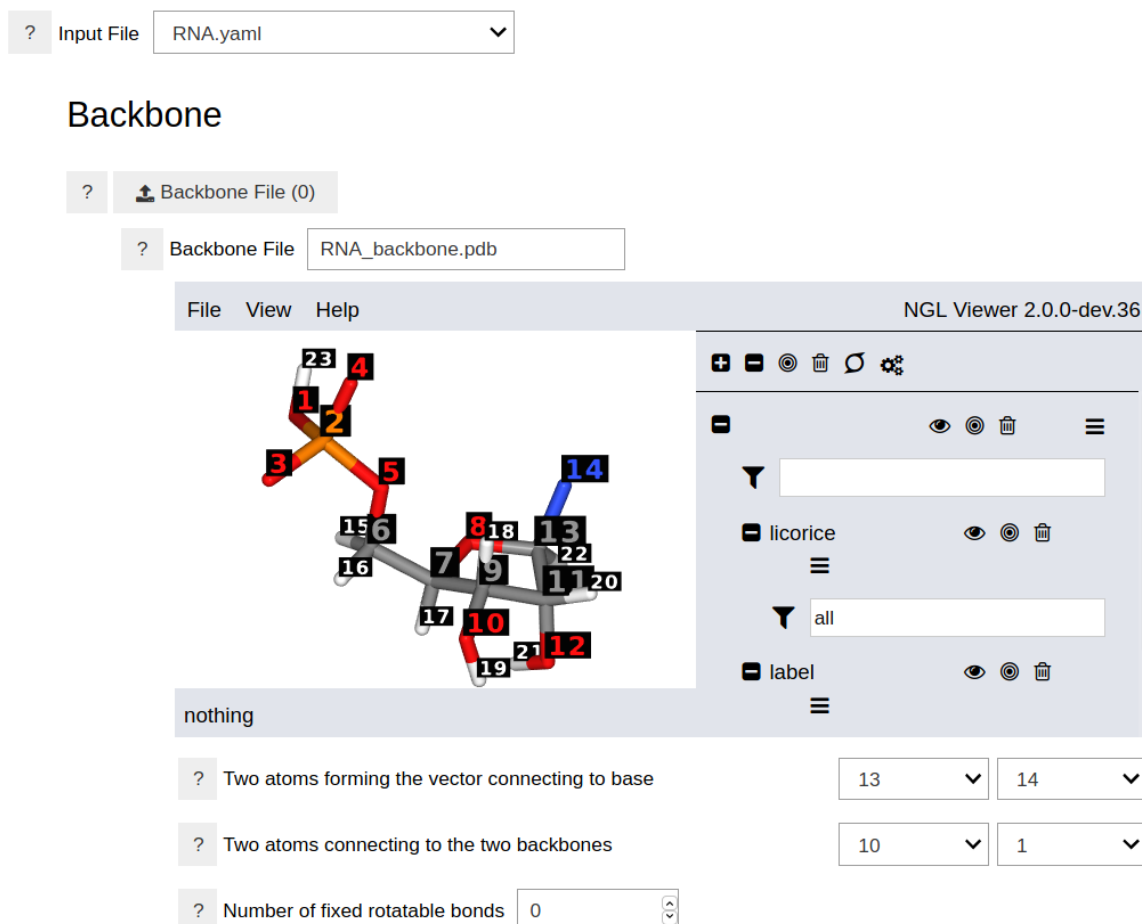 ? Input File RNA.yaml
Backbone
? Backbone File (0)
? Backbone File RNA_backbone.pdb
File View Help NGL Viewer 2.0.0-dev.36
23 4
1 2
3 5
14
15 6 8 18 13
16 7 9 22
11 20
17 10
21 12
19
licorice
all
label
nothing
? Two atoms forming the vector connecting to base 13 14
? Two atoms connecting to the two backbones 10 1
? Number of fixed rotatable bonds 0